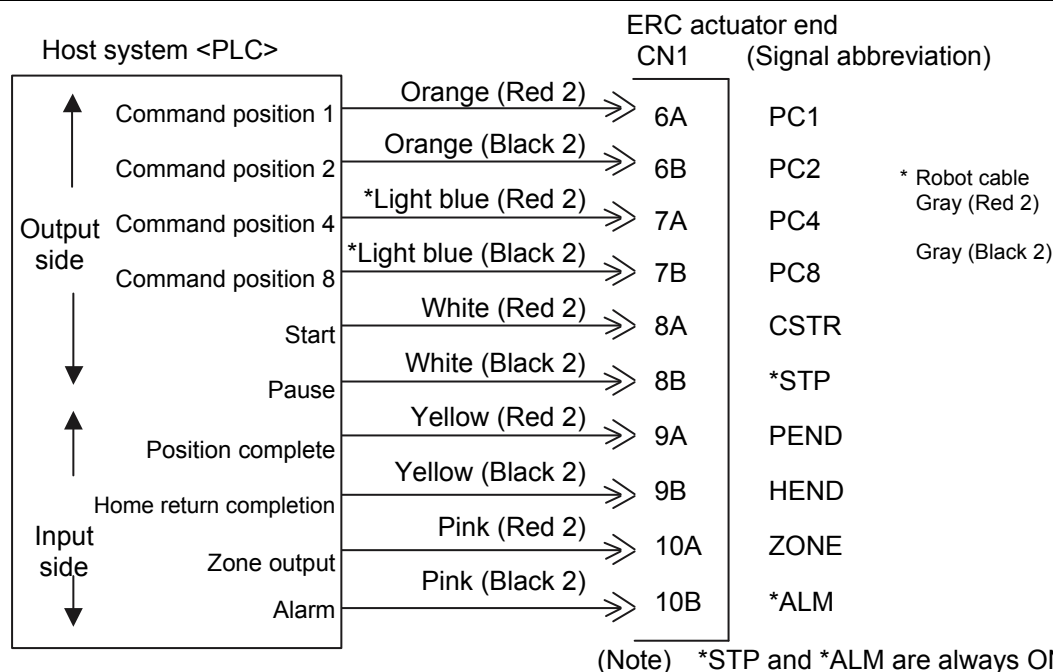 ERC actuator end
Host system <PLC>
CN1 (Signal abbreviation)
Output side
Command position 1 Orange (Red 2) 6A PC1
Command position 2 Orange (Black 2) 6B PC2
Command position 4 *Light blue (Red 2) 7A PC4
Command position 8 *Light blue (Black 2) 7B PC8
* Robot cable
Gray (Red 2)
Gray (Black 2)
Start White (Red 2) 8A CSTR
Pause White (Black 2) 8B *STP
Input side
Position complete Yellow (Red 2) 9A PEND
Home return completion Yellow (Black 2) 9B HEND
Zone output Pink (Red 2) 10A ZONE
Alarm Pink (Black 2) 10B *ALM
(Note) *STP and *ALM are always